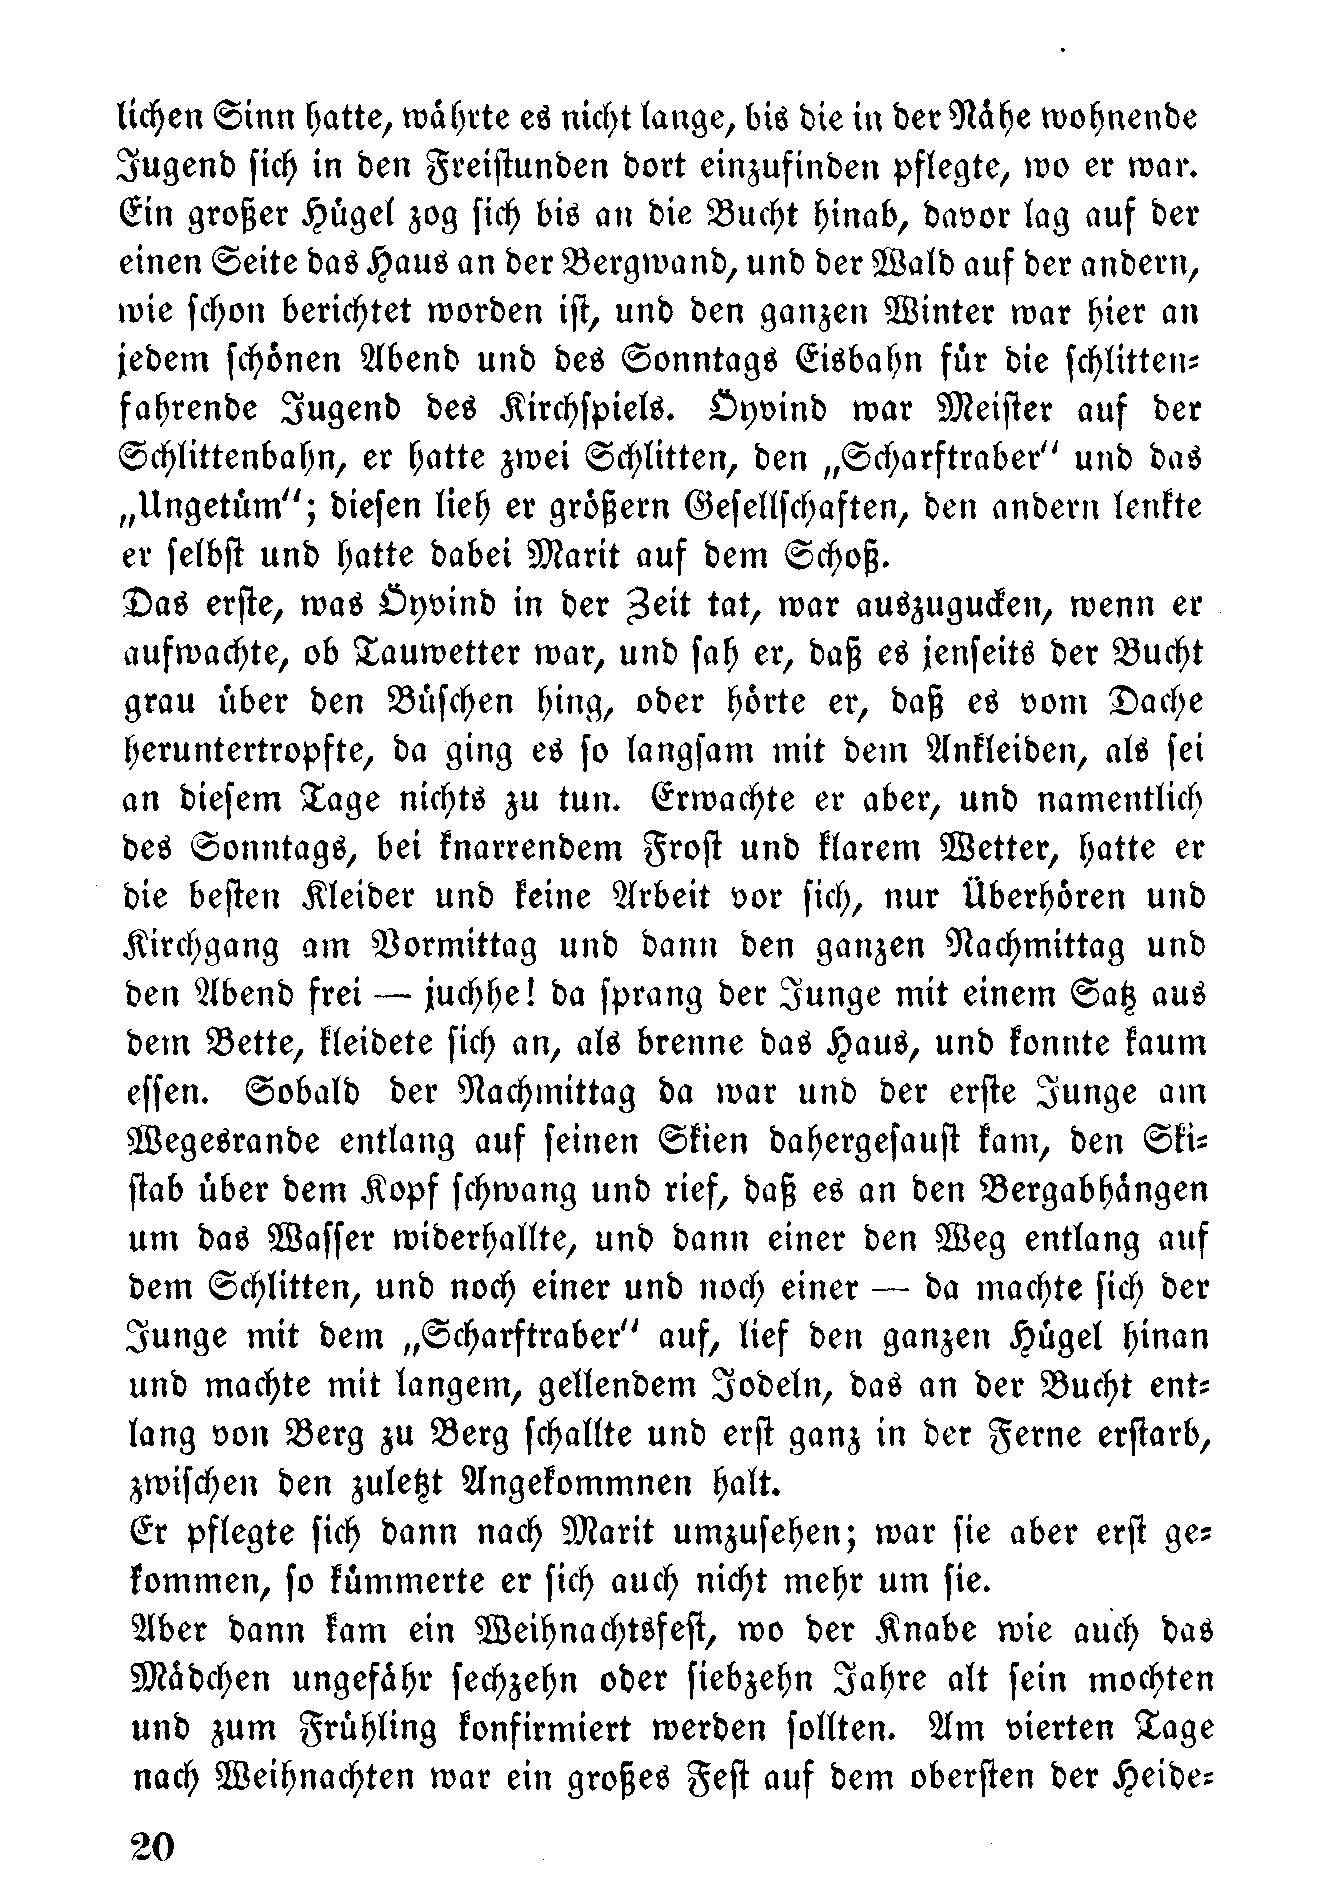 lichen Sinn hatte, währte es nicht lange, bis die in der Nähe wohnende
Jugend sich in den Freistunden dort einzufinden pflegte, wo er war.
Ein großer Hügel zog sich bis an die Bucht hinab, davor lag auf der
einen Seite das Haus an der Bergwand, und der Wald auf der andern,
wie schon berichtet worden ist, und den ganzen Winter war hier an
jedem schönen Abend und des Sonntags Eisbahn für die schlitten-
fahrende Jugend des Kirchspiels. Öyvind war Meister auf der
Schlittenbahn, er hatte zwei Schlitten, den „Scharftraber“ und das
„Ungetüm“; diesen lieh er größern Gesellschaften, den andern lenkte
er selbst und hatte dabei Marit auf dem Schoß.
Das erste, was Öyvind in der Zeit tat, war auszugucken, wenn er
aufwachte, ob Tauwetter war, und sah er, daß es jenseits der Bucht
grau über den Büschen hing, oder hörte er, daß es vom Dache
heruntertropfte, da ging es so langsam mit dem Ankleiden, als sei
an diesem Tage nichts zu tun. Erwachte er aber, und namentlich
des Sonntags, bei knarrendem Frost und klarem Wetter, hatte er
die besten Kleider und keine Arbeit vor sich, nur Überhören und
Kirchgang am Vormittag und dann den ganzen Nachmittag und
den Abend frei — juchhe! da sprang der Junge mit einem Satz aus
dem Bette, kleidete sich an, als brenne das Haus, und konnte kaum
essen. Sobald der Nachmittag da war und der erste Junge am
Wegesrande entlang auf seinen Skien dahergesaust kam, den Ski-
stab über dem Kopf schwang und rief, daß es an den Bergabhängen
um das Wasser widerhallte, und dann einer den Weg entlang auf
dem Schlitten, und noch einer und noch einer — da machte sich der
Junge mit dem „Scharftraber“ auf, lief den ganzen Hügel hinan
und machte mit langem, gellendem Jodeln, das an der Bucht ent-
lang von Berg zu Berg schallte und erst ganz in der Ferne erstarb,
zwischen den zuletzt Angekommnen halt.
Er pflegte sich dann nach Marit umzusehen; war sie aber erst ge-
kommen, so kümmerte er sich auch nicht mehr um sie.
Aber dann kam ein Weihnachtsfest, wo der Knabe wie auch das
Mädchen ungefähr sechzehn oder siebzehn Jahre alt sein mochten
und zum Frühling konfirmiert werden sollten. Am vierten Tage
nach Weihnachten war ein großes Fest auf dem obersten der Heide-
20